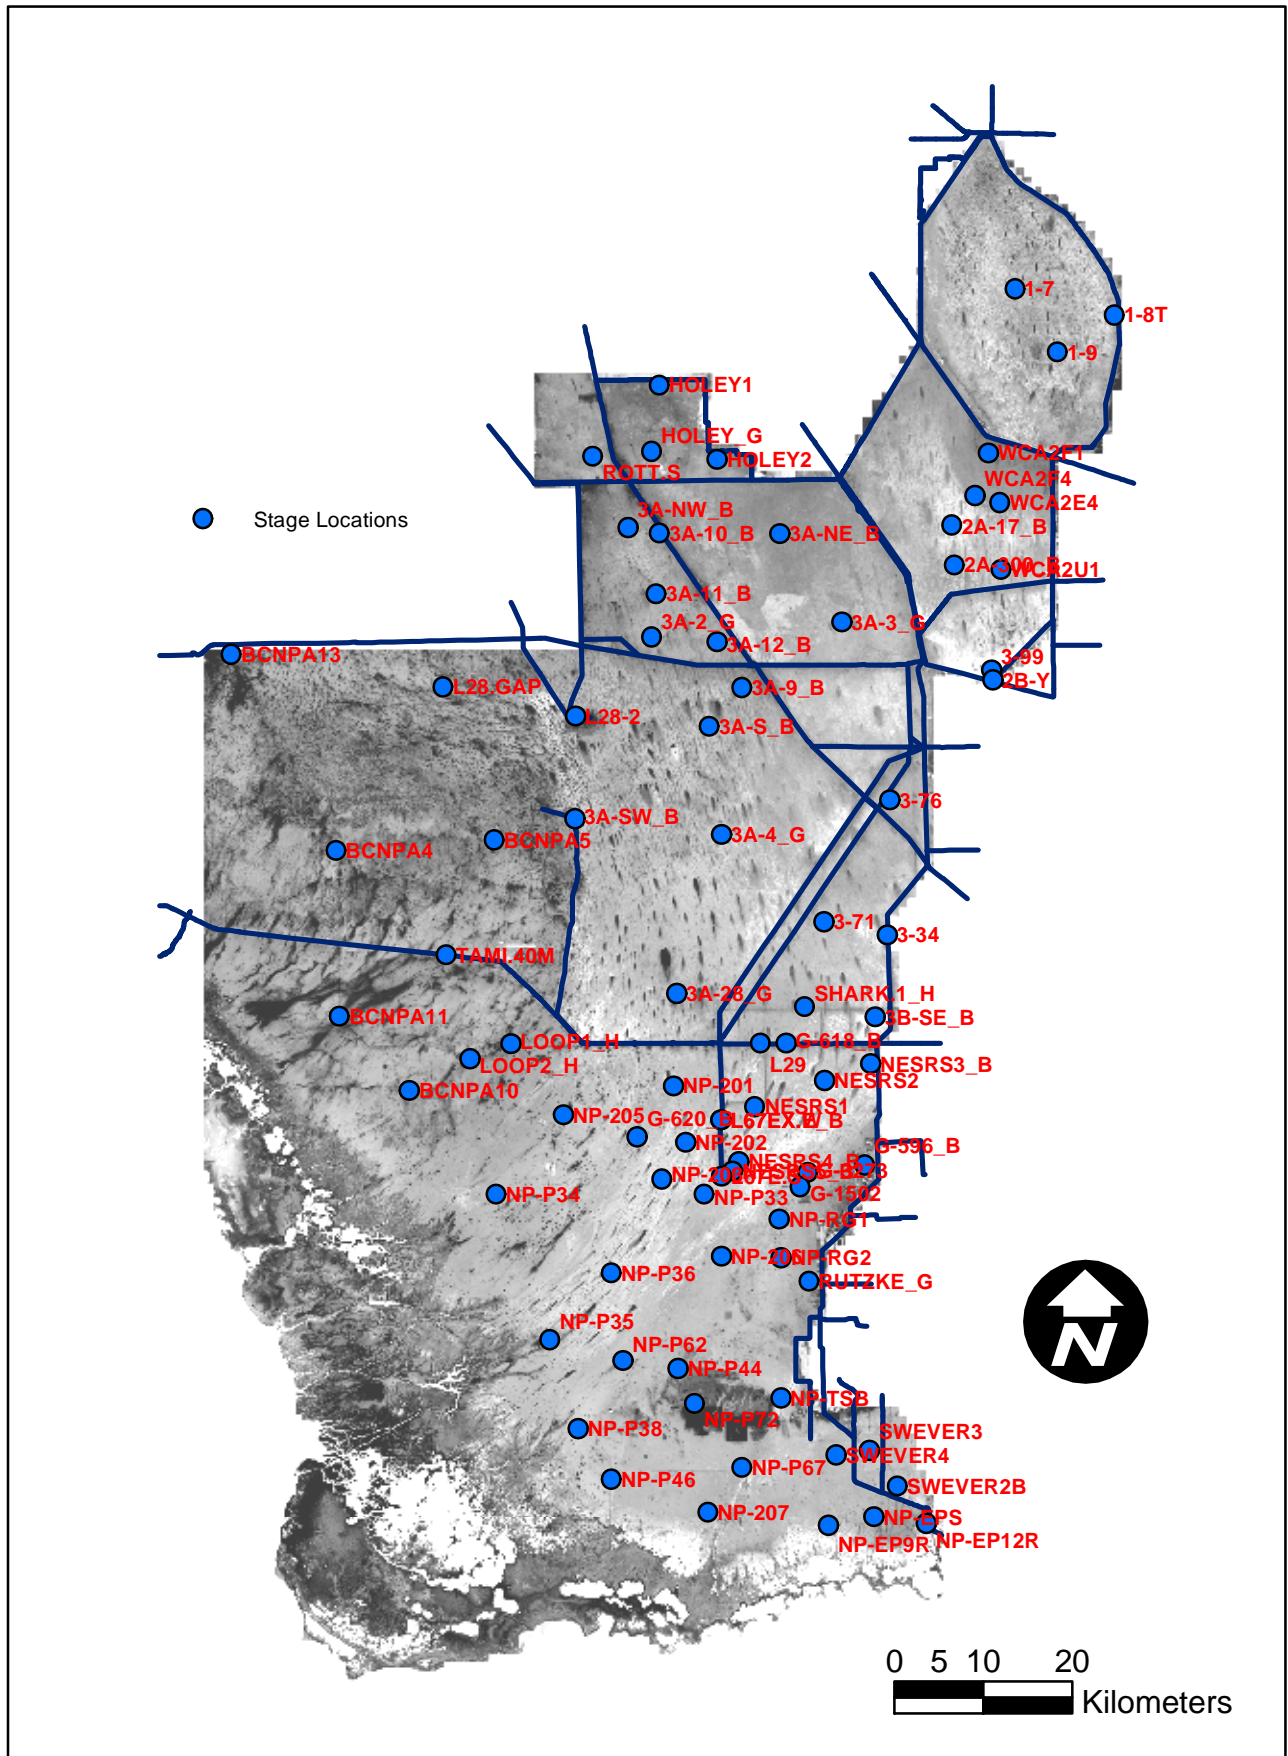 1-7
1-8T
1-9
HOLEY1
HOLEY_G
HOLEY2
ROTT.S
WCA2F1
WCA2F4
WCA2E4
Stage Locations
3A-NW_B
3A-10_B
3A-NE_B
2A-17_B
2A-300_B
WCA2U1
3A-11_B
3A-2_G
3A-3_G
3A-12_B
BCNPA13
3-99
2B-Y
L28.GAP
3A-9_B
L28-2
3A-S_B
3-76
3A-SW_B
3A-4_G
BCNPA5
BCNPA4
3-71
3-34
TAMI.40M
3A-28_G
SHARK.1_H
BCNPA11
3B-SE_B
LOOP1_H
G-618_B
LOOP2_H
L29
NESRS3_B
BCNPA10
NP-201
NESRS2
NESRS1
NP-205
G-620_B
NP-202
NESRS4_B
G-596_B
NP-P34
NP-P33
G-1502
NP-RG1
NP-RG2
NP-P36
RUTZKE_G
NP-P35
NP-P62
NP-P44
NP-TSB
NP-P72
NP-P38
SWEVER3
SWEVER4
NP-P67
NP-P46
SWEVER2B
NP-207
NP-EPS
NP-EP9R
NP-EP12R
N
0 5 10 20
Kilometers